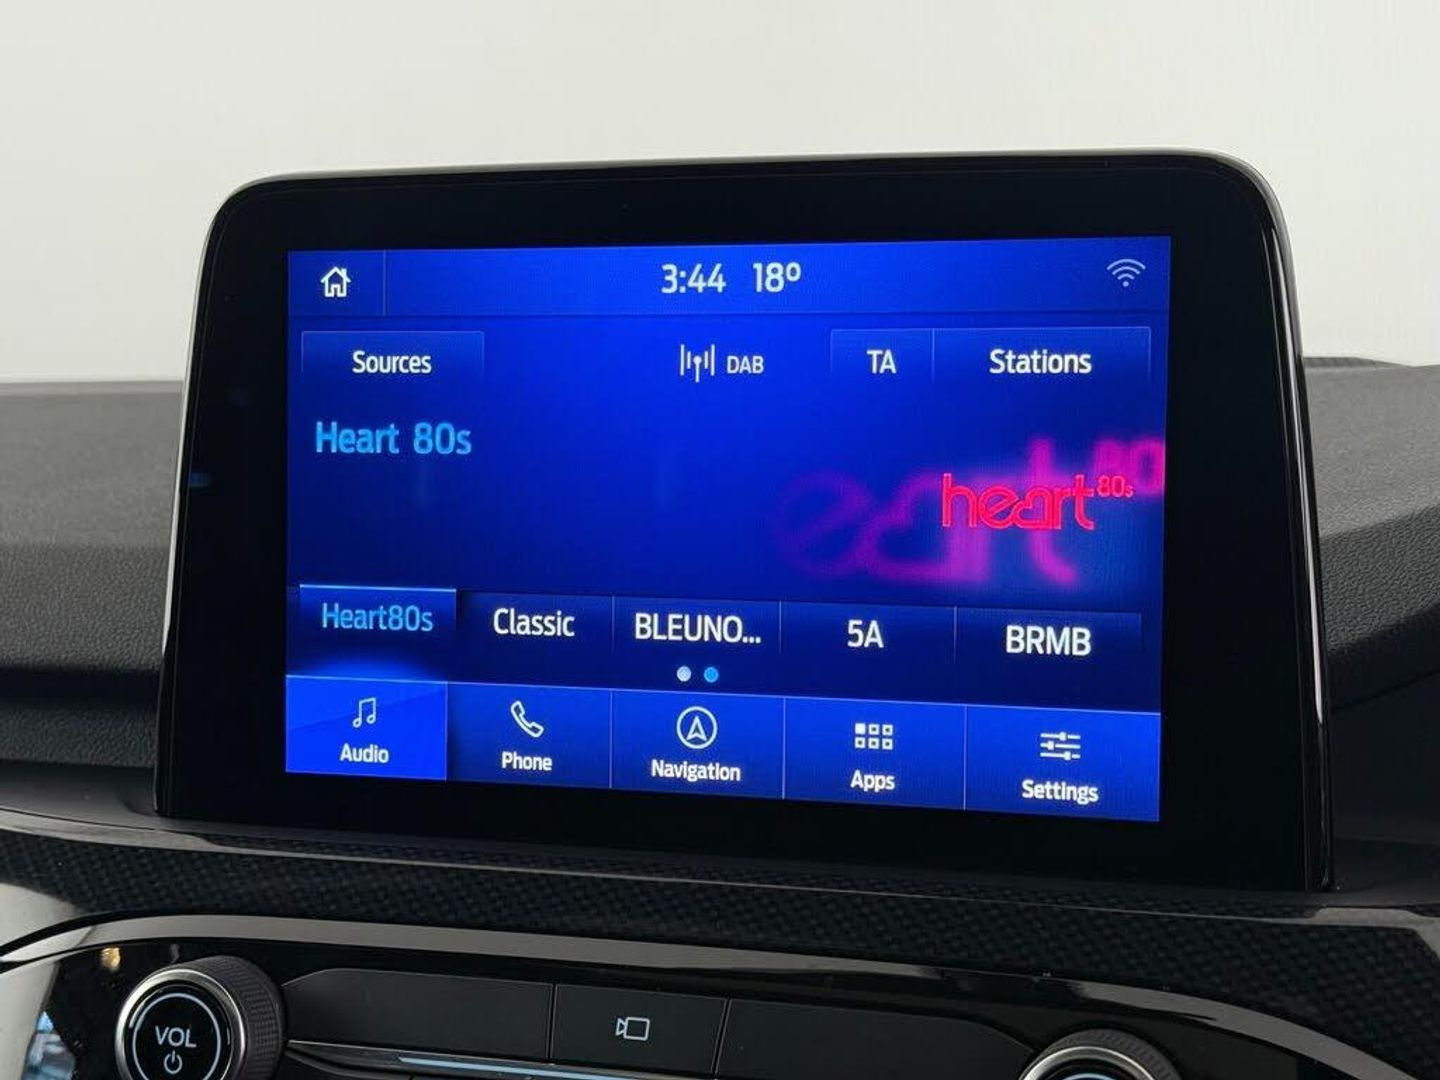 3:44 18°
Sources DAB TA Stations
Heart 80s
heart 80s
Heart80s Classic BLEUNO... 5A BRMB
Audio Phone Navigation Apps Settings
VOL